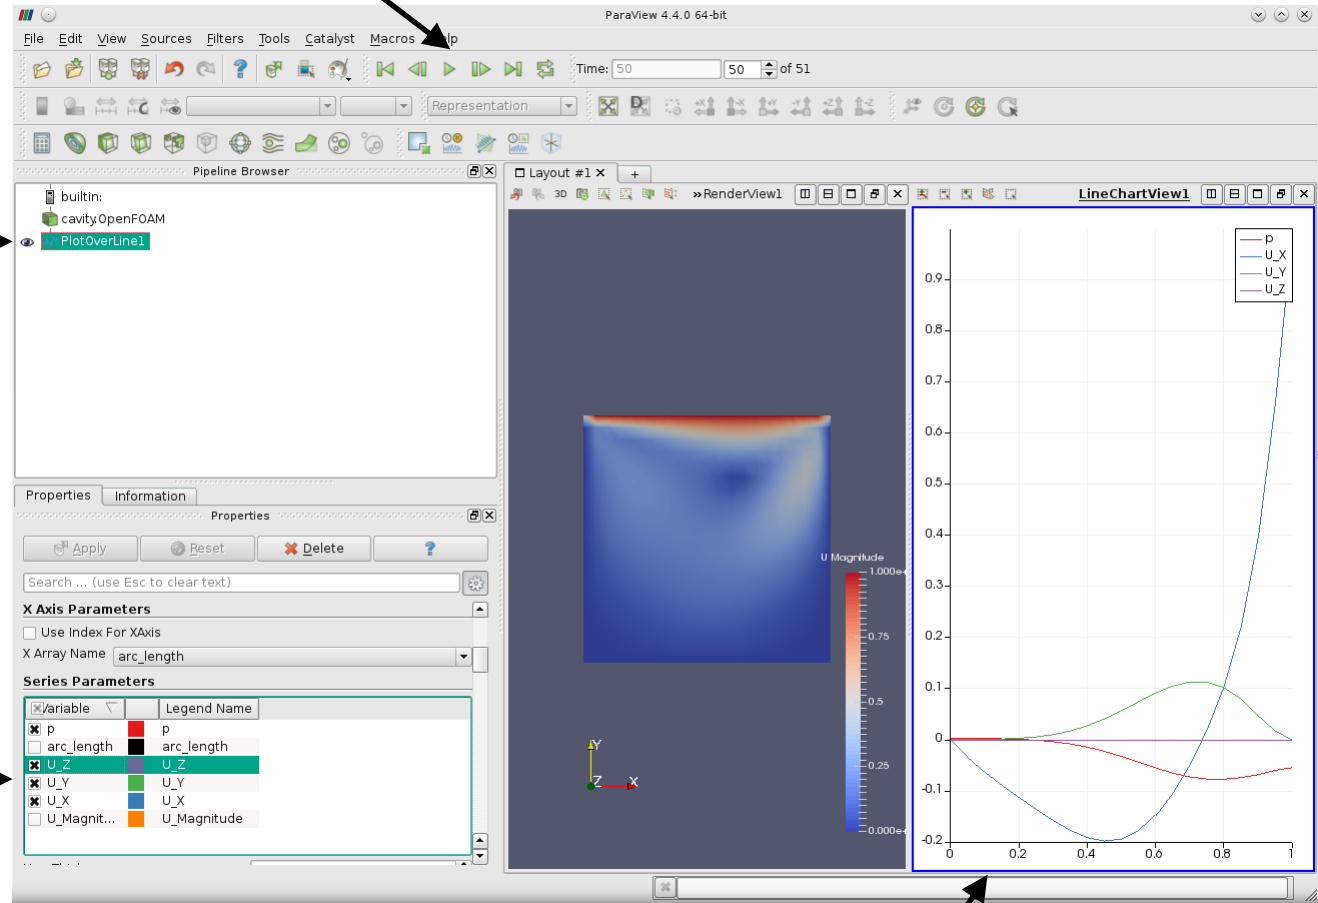 ParaView 4.4.0 64-bit
File Edit View Sources Filters Tools Catalyst Macros lp
Time: 50 50 of 51
Representation
Pipeline Browser
builtin:
cavity.OpenFOAM
PlotOverLine1
Properties Information
Properties
Apply Reset Delete ?
Search ... (use Esc to clear text)
X Axis Parameters
Use Index For XAxis
X Array Name arc_length
Series Parameters
Variable Legend Name
p p
arc_length arc_length
U_Z U_Z
U_Y U_Y
U_X U_X
U_Magnit... U_Magnitude
Layout #1 +
3D »RenderView1
U Magnitude
1.000e+
0.75
0.5
0.25
0.000e+
Y
Z X
LineChartView1
p
U_X
U_Y
U_Z
0.9
0.8
0.7
0.6
0.5
0.4
0.3
0.2
0.1
0
-0.1
-0.2
0 0.2 0.4 0.6 0.8 1